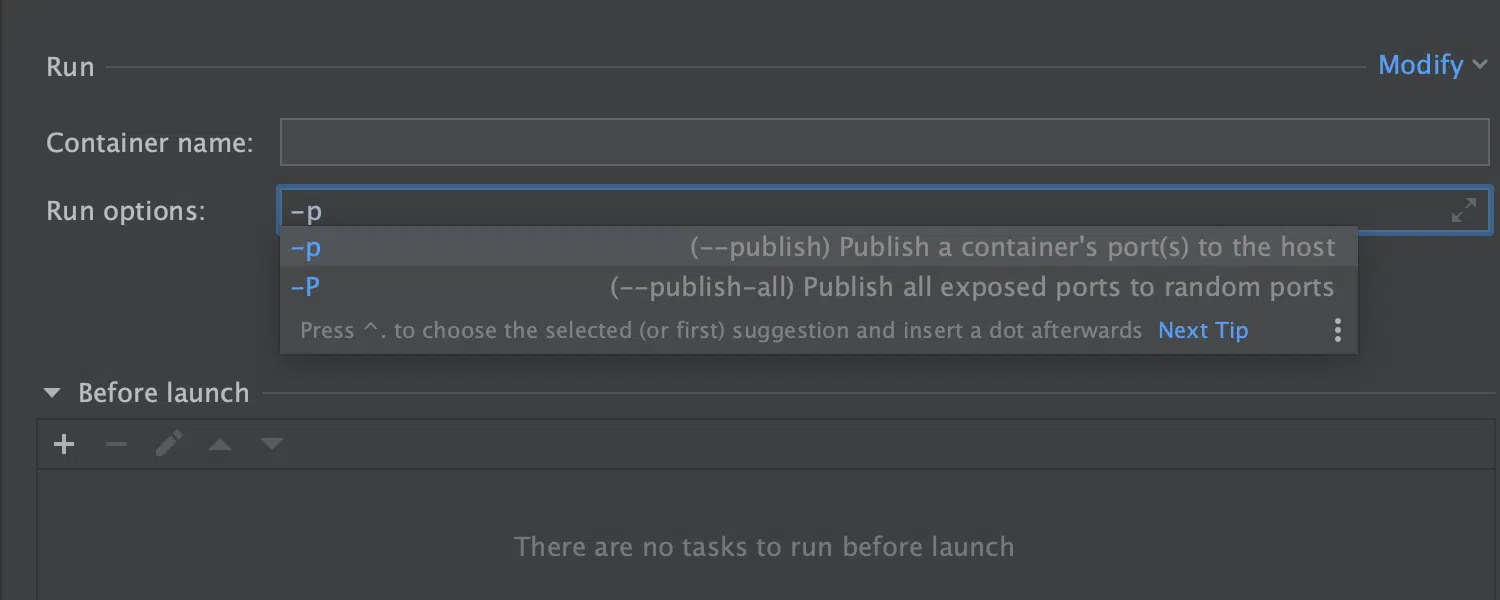 Run Modify
Container name:
Run options: -p
-p (--publish) Publish a container's port(s) to the host
-P (--publish-all) Publish all exposed ports to random ports
Press ^. to choose the selected (or first) suggestion and insert a dot afterwards Next Tip
Before launch
There are no tasks to run before launch